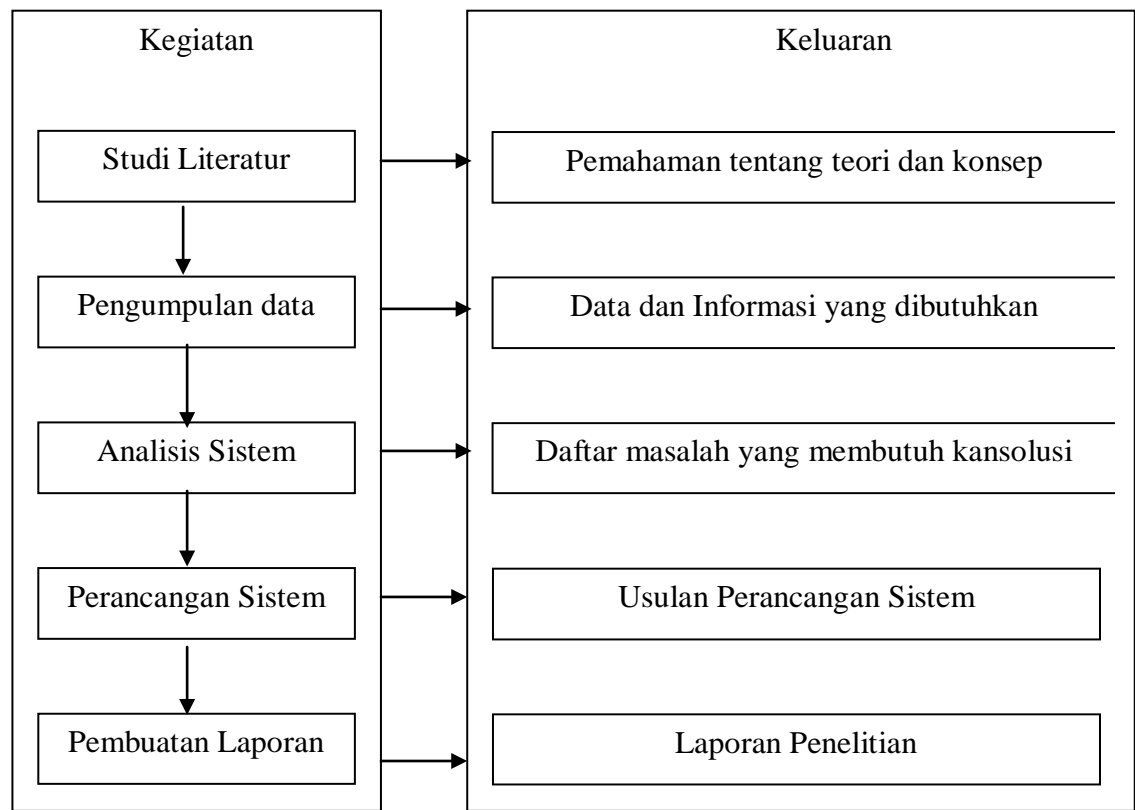 Kegiatan
Keluaran
Studi Literatur
Pemahaman tentang teori dan konsep
Pengumpulan data
Data dan Informasi yang dibutuhkan
Analisis Sistem
Daftar masalah yang membutuh kansolusi
Perancangan Sistem
Usulan Perancangan Sistem
Pembuatan Laporan
Laporan Penelitian